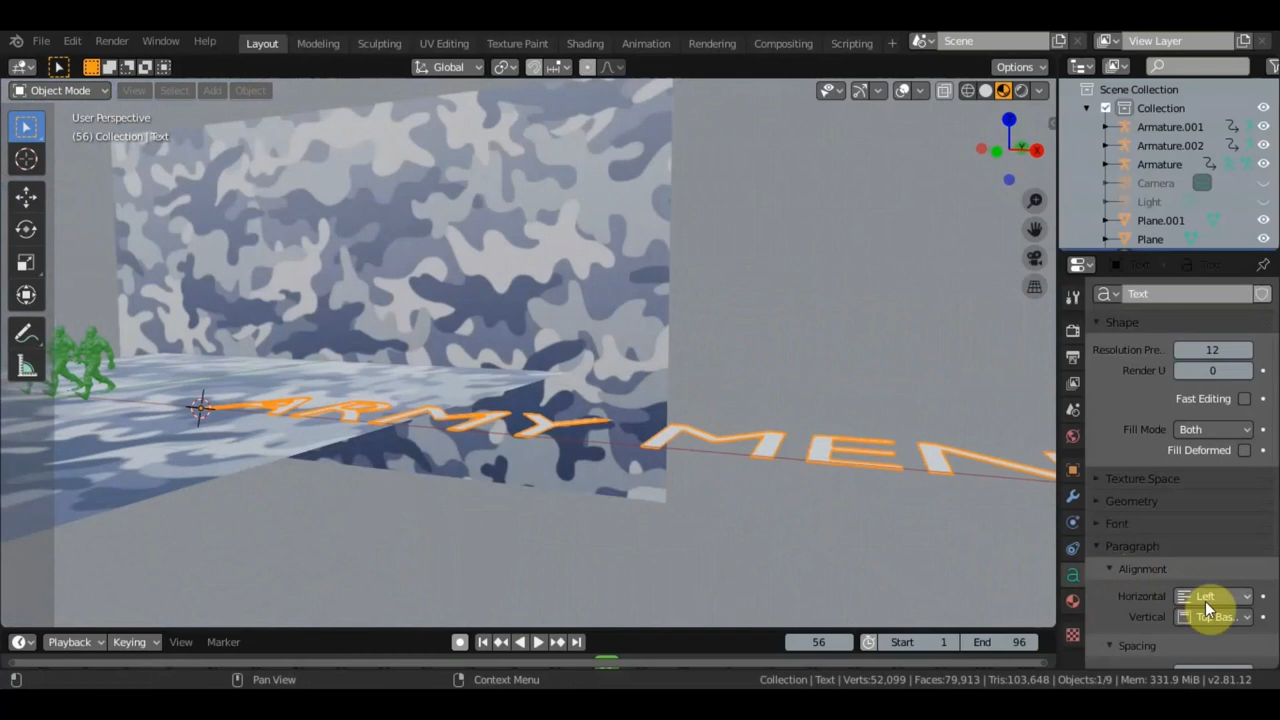 File Edit Render Window Help Layout Modeling Sculpting UV Editing Texture Paint Shading Animation Rendering Compositing Scripting Scene View Layer
Global Options
Object Mode View Select Add Object
User Perspective
(56) Collection | Text
ARMY MEN
Scene Collection
Collection
Armature.001
Armature.002
Armature
Camera
Light
Plane.001
Plane
Text
Shape
Resolution Pre.. 12
Render U 0
Fast Editing
Fill Mode Both
Fill Deformed
Texture Space
Geometry
Font
Paragraph
Alignment
Horizontal Left
Vertical Top Bas..
Spacing
Playback Keying View Marker 56 Start 1 End 96
Pan View Context Menu Collection | Text | Verts:52,099 | Faces:79,913 | Tris:103,648 | Objects:1/9 | Mem: 331.9 MiB | v2.81.12